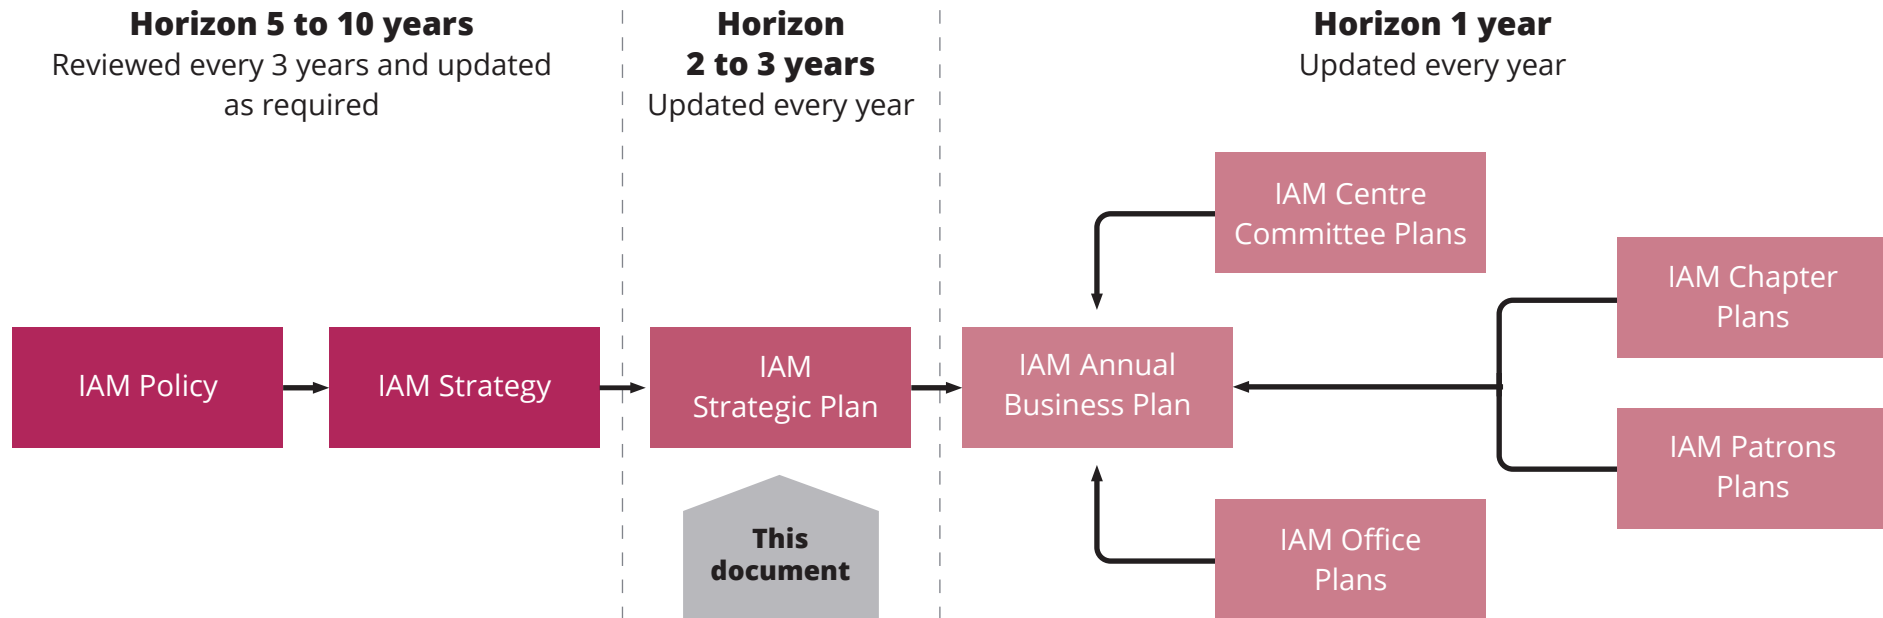 Horizon 5 to 10 years
Reviewed every 3 years and updated
as required
Horizon
2 to 3 years
Updated every year
Horizon 1 year
Updated every year
IAM Policy
IAM Strategy
IAM
Strategic Plan
This
document
IAM Annual
Business Plan
IAM Centre
Committee Plans
IAM Chapter
Plans
IAM Patrons
Plans
IAM Office
Plans